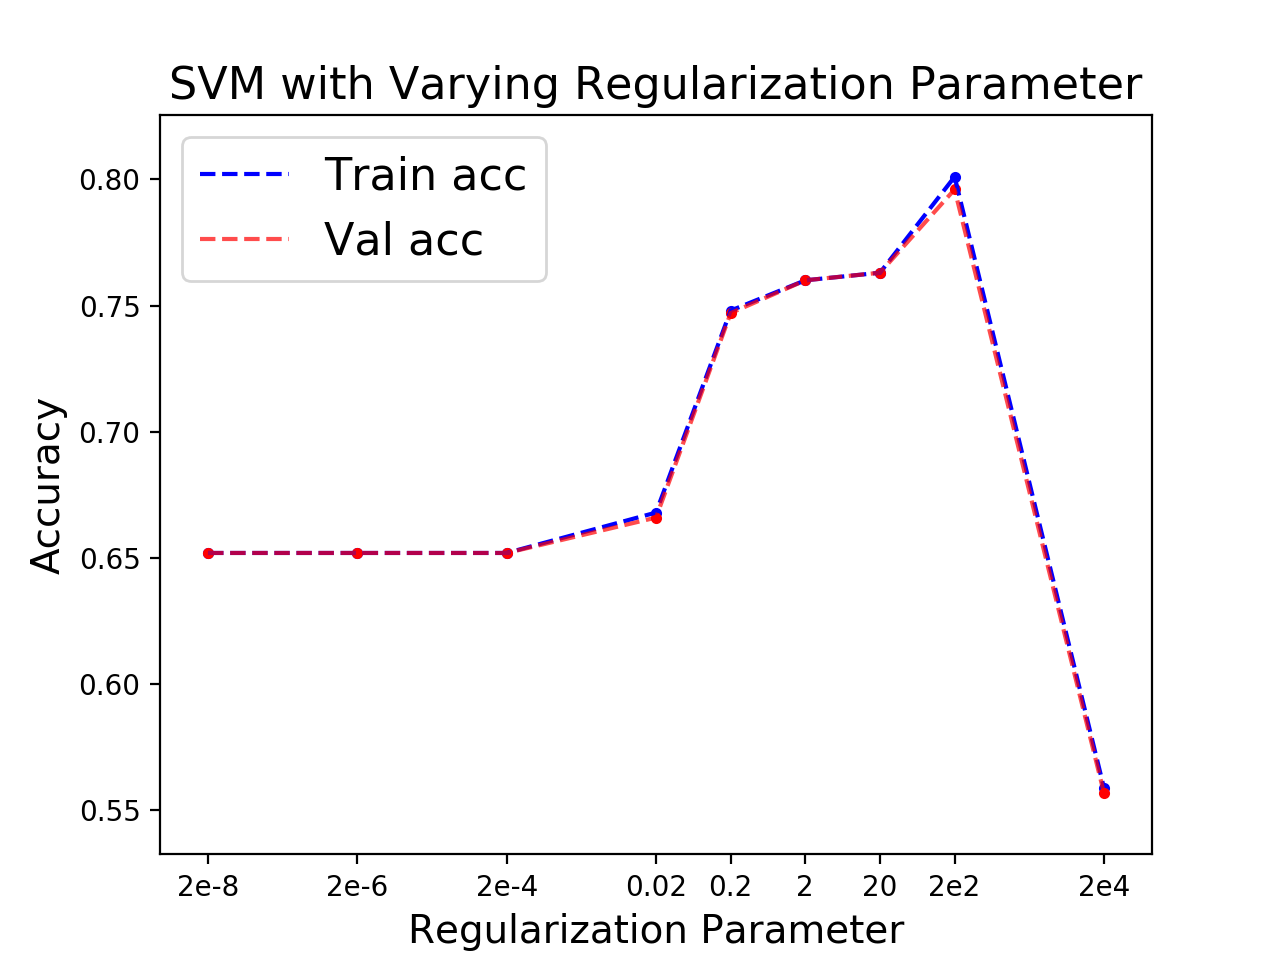 SVM with Varying Regularization Parameter
Train acc
Val acc
0.80
0.75
0.70
0.65
0.60
0.55
Accuracy
2e-8 2e-6 2e-4 0.02 0.2 2 20 2e2 2e4
Regularization Parameter